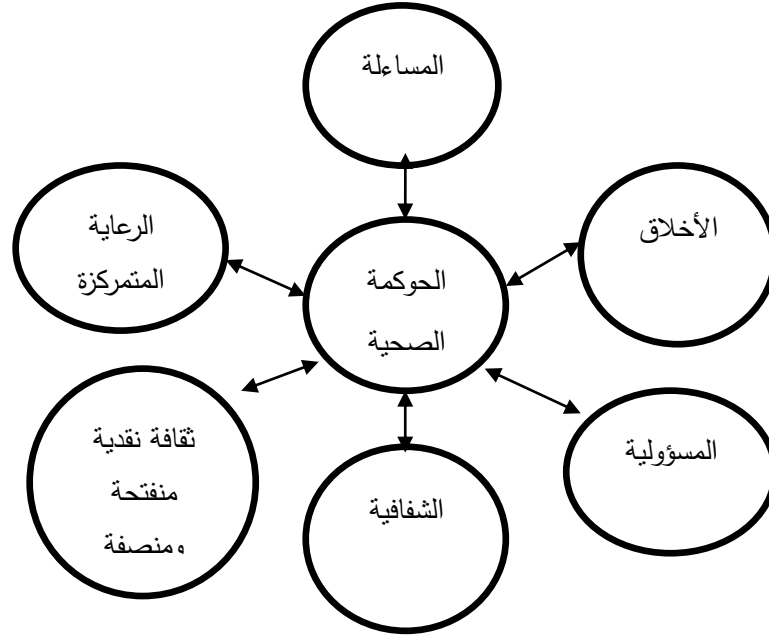 المساءلة
الأخلاق
الرعاية
المتمركزة
الحوكمة
الصحية
المسؤولية
ثقافة نقدية
منفتحة
ومنصفة
الشفافية